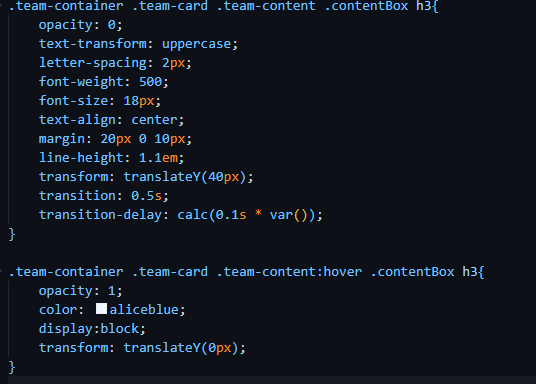 .team-container .team-card .team-content .contentBox h3{
    opacity: 0;
    text-transform: uppercase;
    letter-spacing: 2px;
    font-weight: 500;
    font-size: 18px;
    text-align: center;
    margin: 20px 0 10px;
    line-height: 1.1em;
    transform: translateY(40px);
    transition: 0.5s;
    transition-delay: calc(0.1s * var());
}

.team-container .team-card .team-content:hover .contentBox h3{
    opacity: 1;
    color: aliceblue;
    display:block;
    transform: translateY(0px);
}